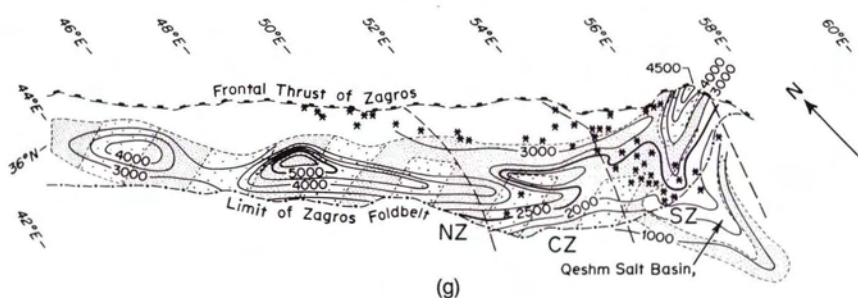 46°E
48°E
50°E
52°E
54°E
56°E
58°E
60°E
4500
4000
3000
Frontal Thrust of Zagros
N
44°E
36°N
42°E
3000
4000
3000
5000
4000
2500
2000
1000
Limit of Zagros Foldbelt
NZ
CZ
SZ
Qeshm Salt Basin,
(g)